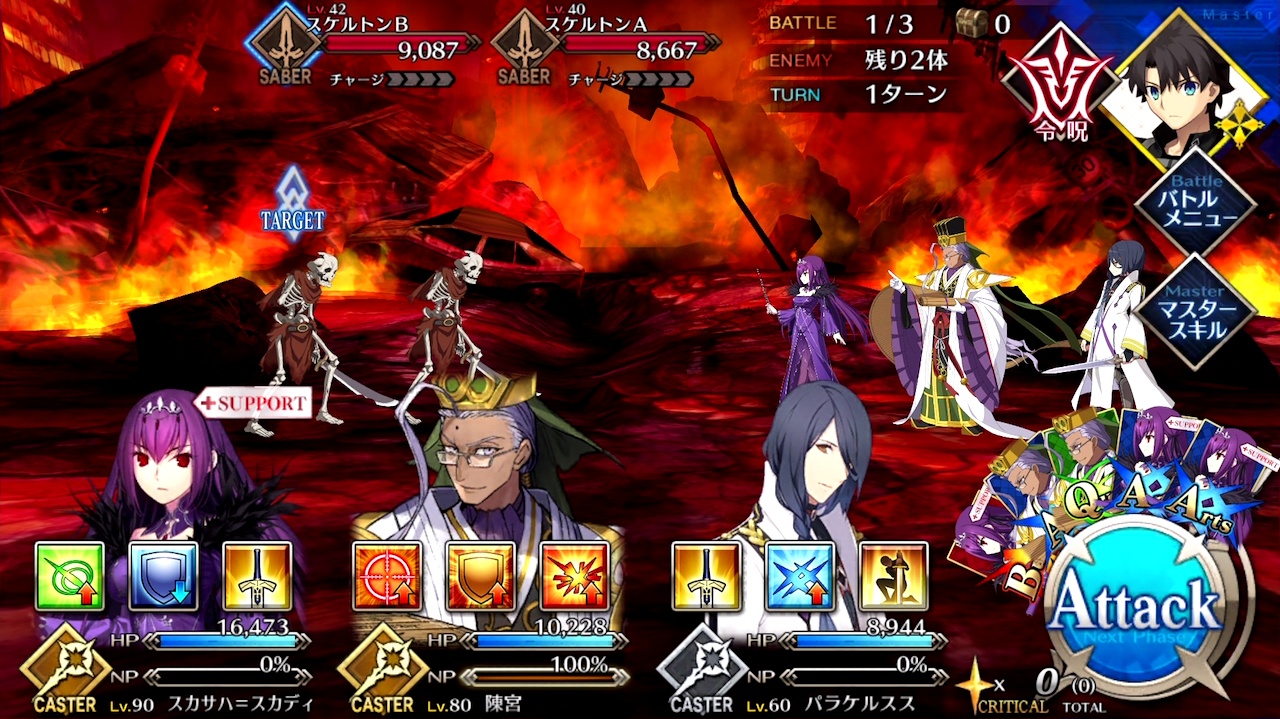 Lv. 42
スケルトンB
9,087
SABER
チャージ
Lv. 40
スケルトンA
8,667
SABER
チャージ
BATTLE 1/3
0
ENEMY 残り2体
TURN 1ターン
Master
令呪
Battle
バトル
メニュー
Master
マスター
スキル
TARGET
+SUPPORT
HP 16,473
NP 0%
CASTER
Lv.90 スカサハ=スカディ
HP 10,228
NP 100%
CASTER
Lv.80 陳宮
HP 8,944
NP 0%
CASTER
Lv.60 パラケルスス
SUPPORT
+SUPPORT
+SUPPORT
B
A
Q
A
Arts
Attack
Next Phase
x 0 (0)
CRITICAL TOTAL